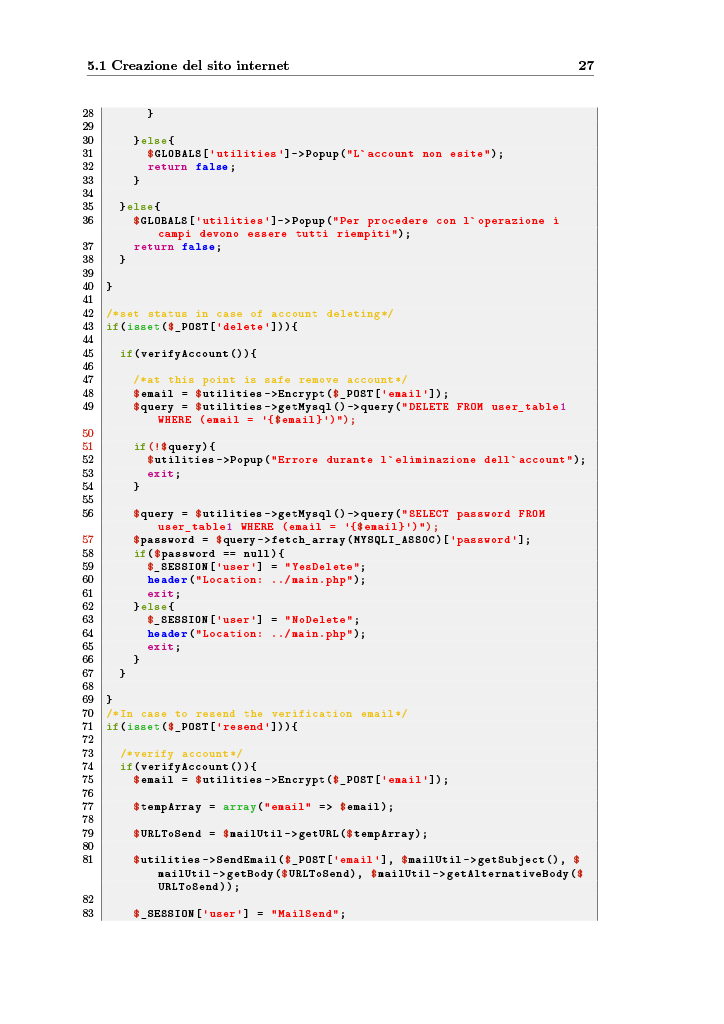 5.1 Creazione del sito internet 27
28 }
29
30 }else{
31 $GLOBALS['utilities']->Popup("L`account non esite");
32 return false;
33 }
34
35 }else{
36 $GLOBALS['utilities']->Popup("Per procedere con l`operazione i
campi devono essere tutti riempiti");
37 return false;
38 }
39
40 }
41
42 /*set status in case of account deleting*/
43 if(isset($_POST['delete'])){
44
45 if(verifyAccount()){
46
47 /*at this point is safe remove account*/
48 $email = $utilities->Encrypt($_POST['email']);
49 $query = $utilities->getMysql()->query("DELETE FROM user_table1
WHERE (email = '{$email}')");
50
51 if(!$query){
52 $utilities->Popup("Errore durante l`eliminazione dell`account");
53 exit;
54 }
55
56 $query = $utilities->getMysql()->query("SELECT password FROM
user_table1 WHERE (email = '{$email}')");
57 $password = $query->fetch_array(MYSQLI_ASSOC)['password'];
58 if($password == null){
59 $_SESSION['user'] = "YesDelete";
60 header("Location: ../main.php");
61 exit;
62 }else{
63 $_SESSION['user'] = "NoDelete";
64 header("Location: ../main.php");
65 exit;
66 }
67 }
68
69 }
70 /*In case to resend the verification email*/
71 if(isset($_POST['resend'])){
72
73 /*verify account*/
74 if(verifyAccount()){
75 $email = $utilities->Encrypt($_POST['email']);
76
77 $tempArray = array("email" => $email);
78
79 $URLToSend = $mailUtil->getURL($tempArray);
80
81 $utilities->SendEmail($_POST['email'], $mailUtil->getSubject(), $
mailUtil->getBody($URLToSend), $mailUtil->getAlternativeBody($
URLToSend));
82
83 $_SESSION['user'] = "MailSend";